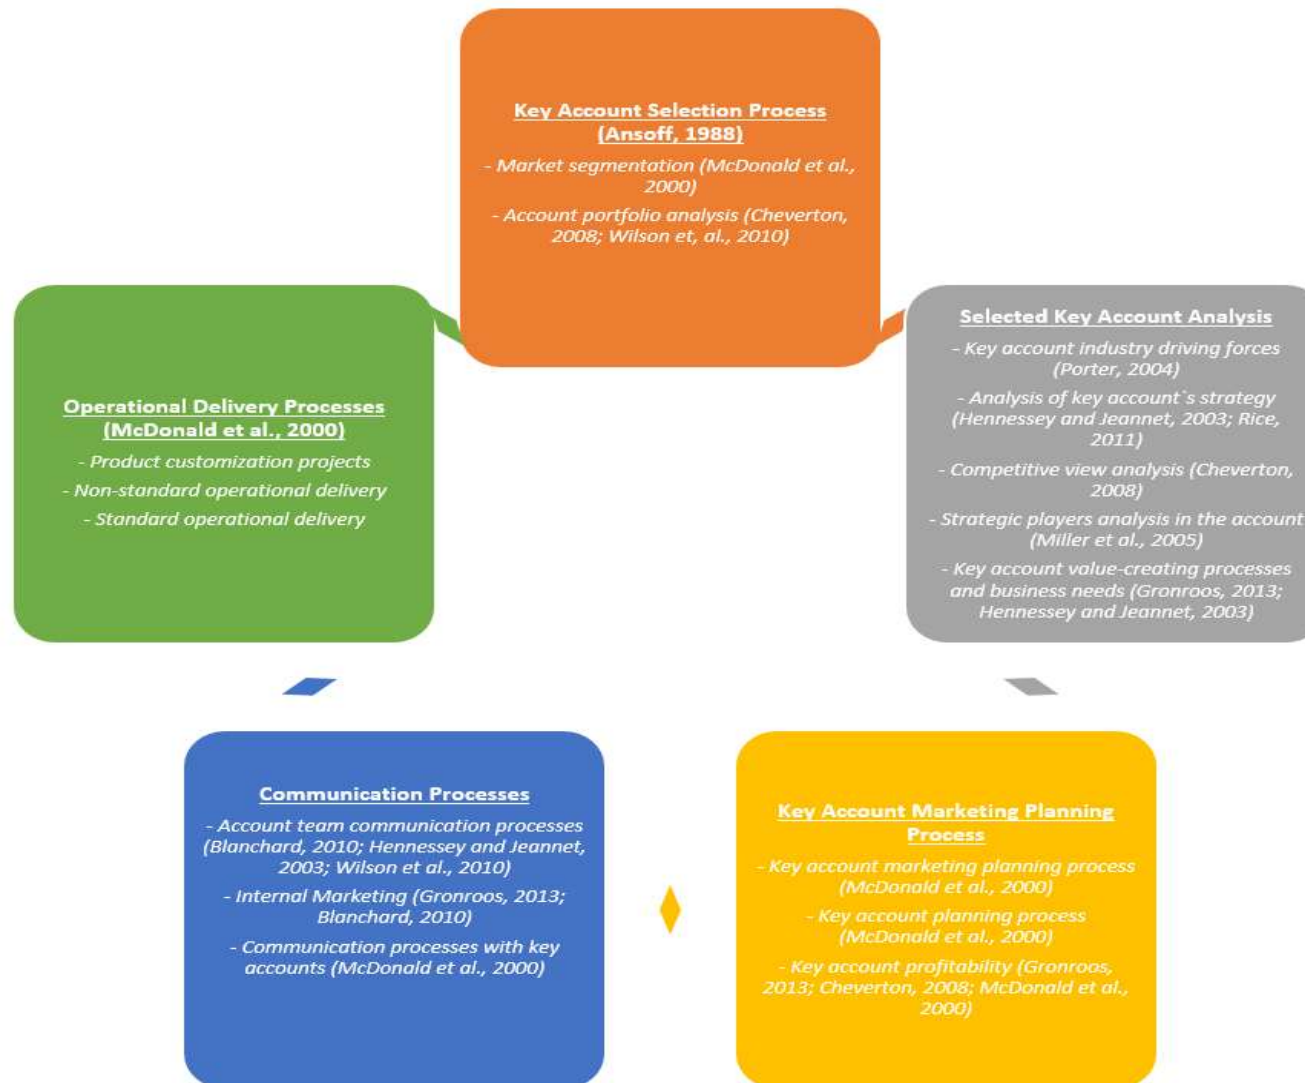 Key Account Selection Process
(Ansoff, 1988)
- Market segmentation (McDonald et al.,
2000)
- Account portfolio analysis (Cheverton,
2008; Wilson et, al., 2010)
Selected Key Account Analysis
- Key account industry driving forces
(Porter, 2004)
- Analysis of key account`s strategy
(Hennessey and Jeannet, 2003; Rice,
2011)
- Competitive view analysis (Cheverton,
2008)
- Strategic players analysis in the account
(Miller et al., 2005)
- Key account value-creating processes
and business needs (Gronroos, 2013;
Hennessey and Jeannet, 2003)
Key Account Marketing Planning
Process
- Key account marketing planning process
(McDonald et al., 2000)
- Key account planning process
(McDonald et al., 2000)
- Key account profitability (Gronroos,
2013; Cheverton, 2008; McDonald et al.,
2000)
Communication Processes
- Account team communication processes
(Blanchard, 2010; Hennessey and Jeannet,
2003; Wilson et al., 2010)
- Internal Marketing (Gronroos, 2013;
Blanchard, 2010)
- Communication processes with key
accounts (McDonald et al., 2000)
Operational Delivery Processes
(McDonald et al., 2000)
- Product customization projects
- Non-standard operational delivery
- Standard operational delivery